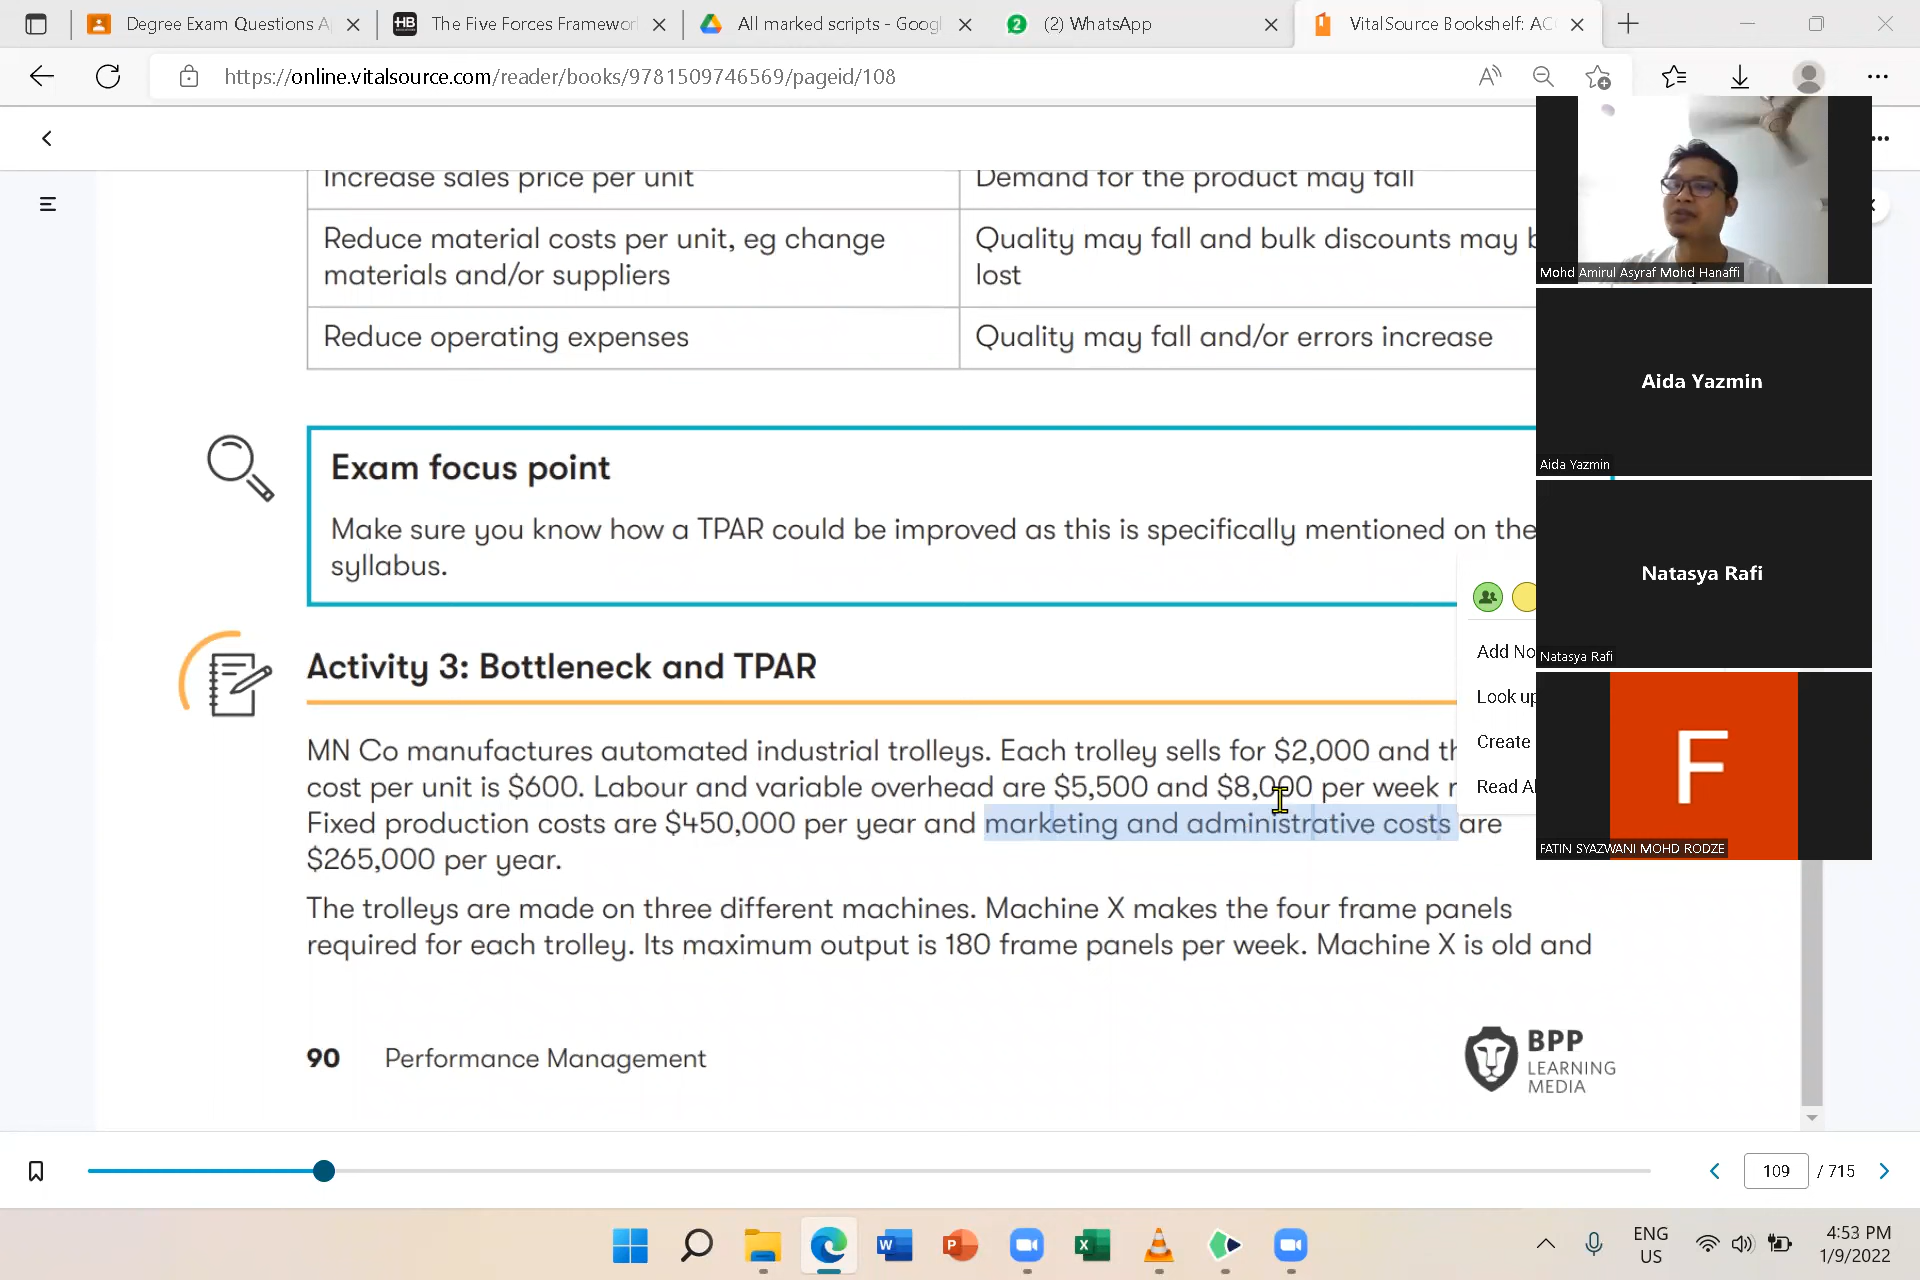 Degree Exam Questions A
The Five Forces Framewor
All marked scripts - Googl
(2) WhatsApp
VitalSource Bookshelf: AC
https://online.vitalsource.com/reader/books/9781509746569/pageid/108
Increase sales price per unit
Demand for the product may fall
Reduce material costs per unit, eg change
materials and/or suppliers
Quality may fall and bulk discounts may b
lost
Reduce operating expenses
Quality may fall and/or errors increase
Exam focus point
Make sure you know how a TPAR could be improved as this is specifically mentioned on the
syllabus.
Activity 3: Bottleneck and TPAR
MN Co manufactures automated industrial trolleys. Each trolley sells for $2,000 and th
cost per unit is $600. Labour and variable overhead are $5,500 and $8,000 per week r
Fixed production costs are $450,000 per year and marketing and administrative costs are
$265,000 per year.
The trolleys are made on three different machines. Machine X makes the four frame panels
required for each trolley. Its maximum output is 180 frame panels per week. Machine X is old and
90 Performance Management
BPP
LEARNING
MEDIA
Add No
Look up
Create
Read Al
Mohd Amirul Asyraf Mohd Hanaffi
Aida Yazmin
Aida Yazmin
Natasya Rafi
Natasya Rafi
F
FATIN SYAZWANI MOHD RODZE
109 / 715
ENG
US
4:53 PM
1/9/2022